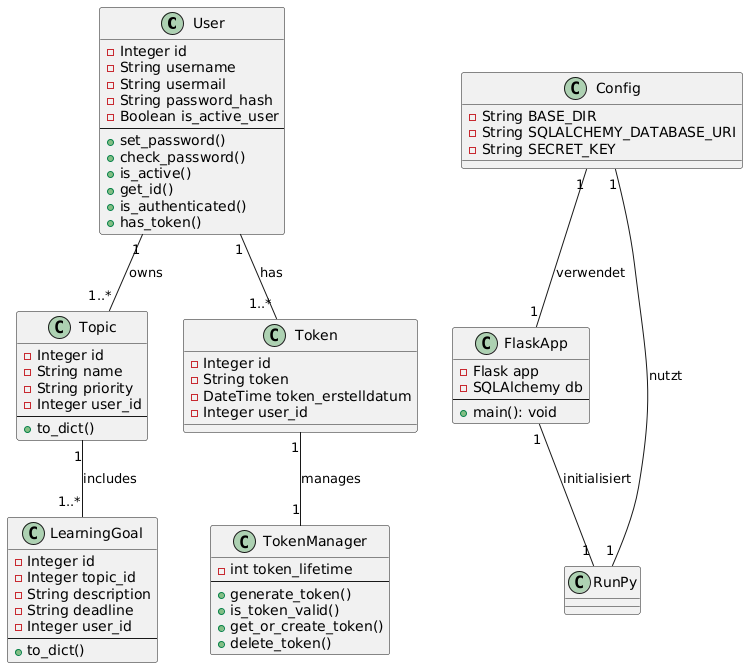 C User
Integer id
String username
String usermail
String password_hash
Boolean is_active_user
set_password()
check_password()
is_active()
get_id()
is_authenticated()
has_token()
C Config
String BASE_DIR
String SQLALCHEMY_DATABASE_URI
String SECRET_KEY
1
owns
1..*
1
has
1..*
1
verwendet
1
1
nutzt
1
C Topic
Integer id
String name
String priority
Integer user_id
to_dict()
C Token
Integer id
String token
DateTime token_erstelldatum
Integer user_id
C FlaskApp
Flask app
SQLAlchemy db
main(): void
1
includes
1..*
1
manages
1
1
initialisiert
1
C LearningGoal
Integer id
Integer topic_id
String description
String deadline
Integer user_id
to_dict()
C TokenManager
int token_lifetime
generate_token()
is_token_valid()
get_or_create_token()
delete_token()
C RunPy